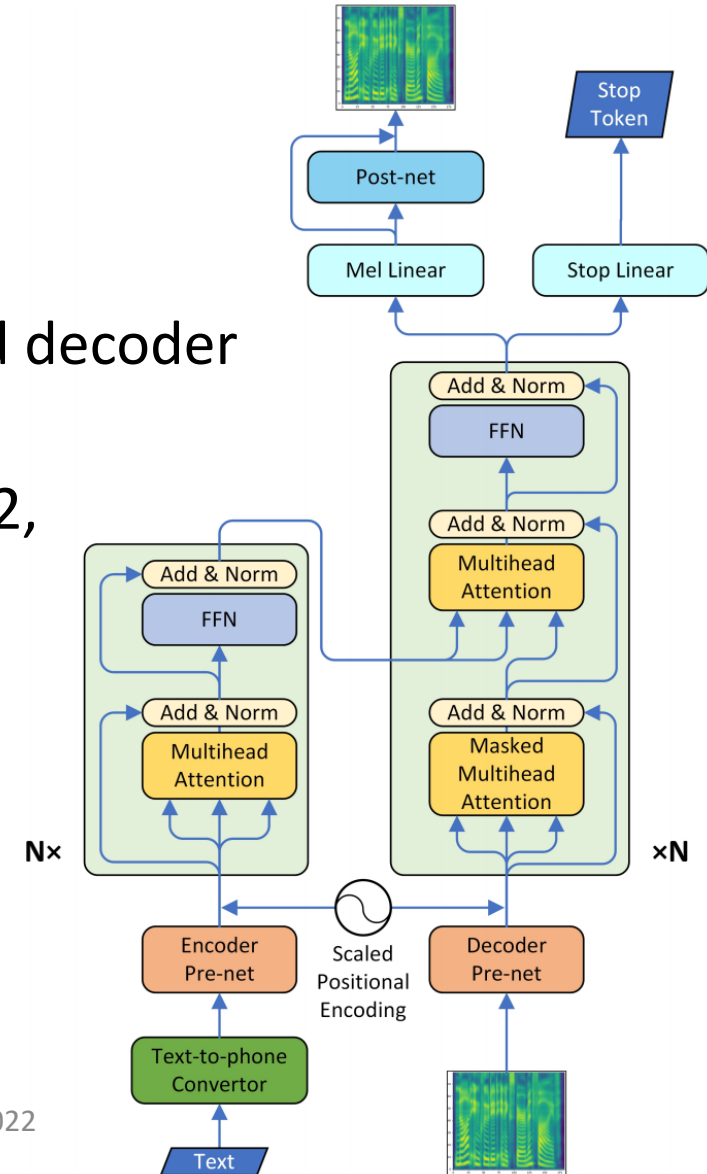 Stop
Token
Post-net
Mel Linear
Stop Linear
decoder
Add & Norm
FFN
2,
Add & Norm
Multihead
Attention
Add & Norm
FFN
Add & Norm
Multihead
Attention
Add & Norm
Masked
Multihead
Attention
N×
×N
Encoder
Pre-net
Scaled
Positional
Encoding
Decoder
Pre-net
Text-to-phone
Convertor
022
Text